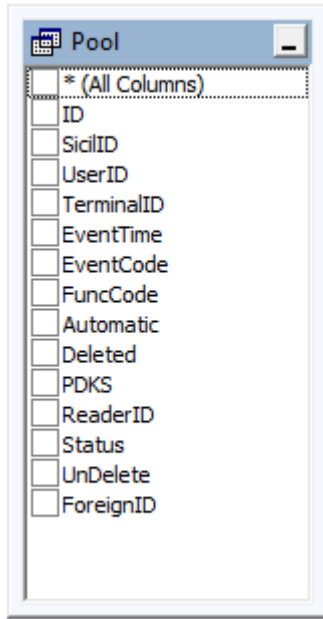 Pool
* (All Columns)
ID
SicilID
UserID
TerminalID
EventTime
EventCode
FuncCode
Automatic
Deleted
PDKS
ReaderID
Status
UnDelete
ForeignID